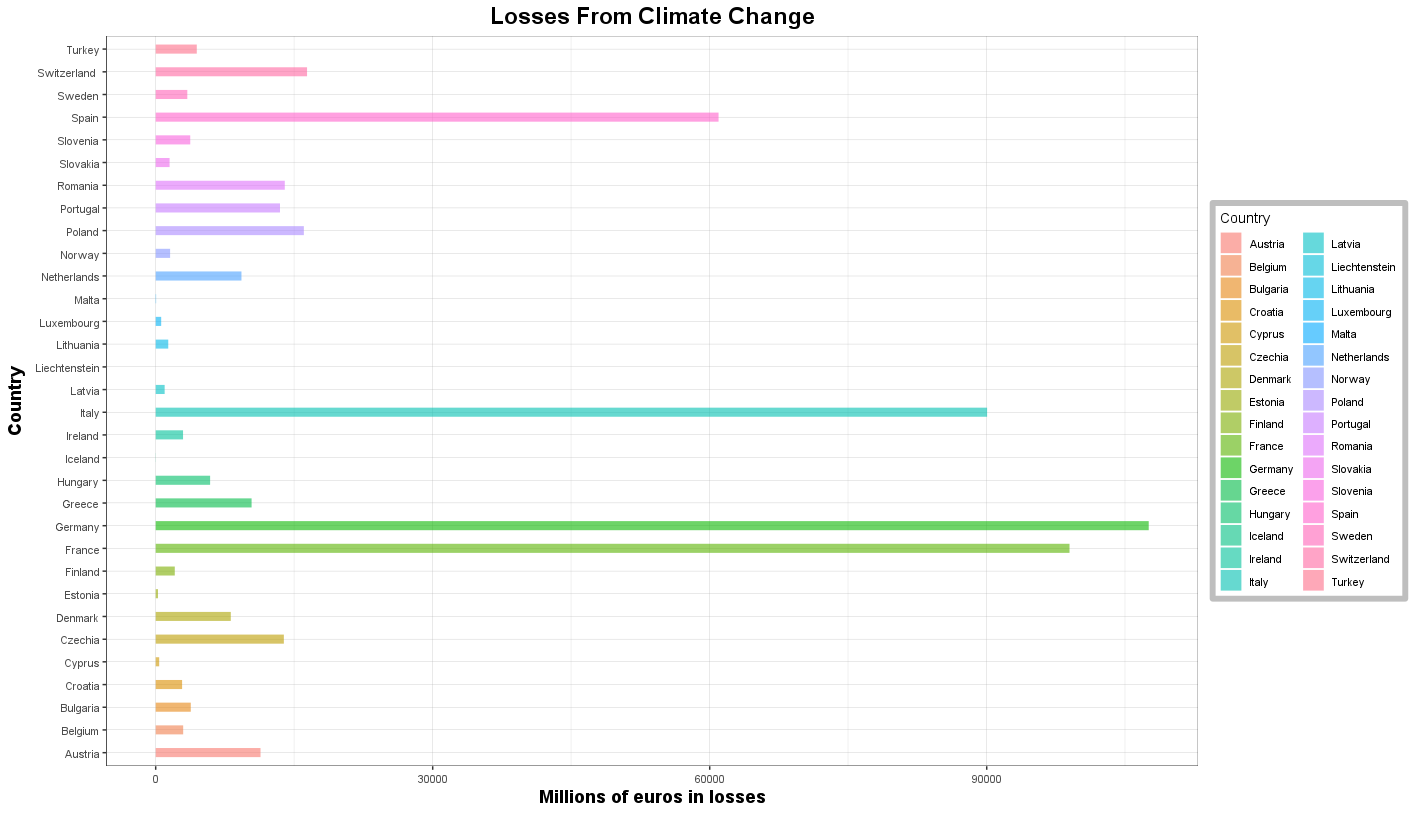 Losses From Climate Change
Country
Turkey
Switzerland
Sweden
Spain
Slovenia
Slovakia
Romania
Portugal
Poland
Norway
Netherlands
Malta
Luxembourg
Lithuania
Liechtenstein
Latvia
Italy
Ireland
Iceland
Hungary
Greece
Germany
France
Finland
Estonia
Denmark
Czechia
Cyprus
Croatia
Bulgaria
Belgium
Austria
0 30000 60000 90000
Millions of euros in losses
Country
Austria Latvia
Belgium Liechtenstein
Bulgaria Lithuania
Croatia Luxembourg
Cyprus Malta
Czechia Netherlands
Denmark Norway
Estonia Poland
Finland Portugal
France Romania
Germany Slovakia
Greece Slovenia
Hungary Spain
Iceland Sweden
Ireland Switzerland
Italy Turkey